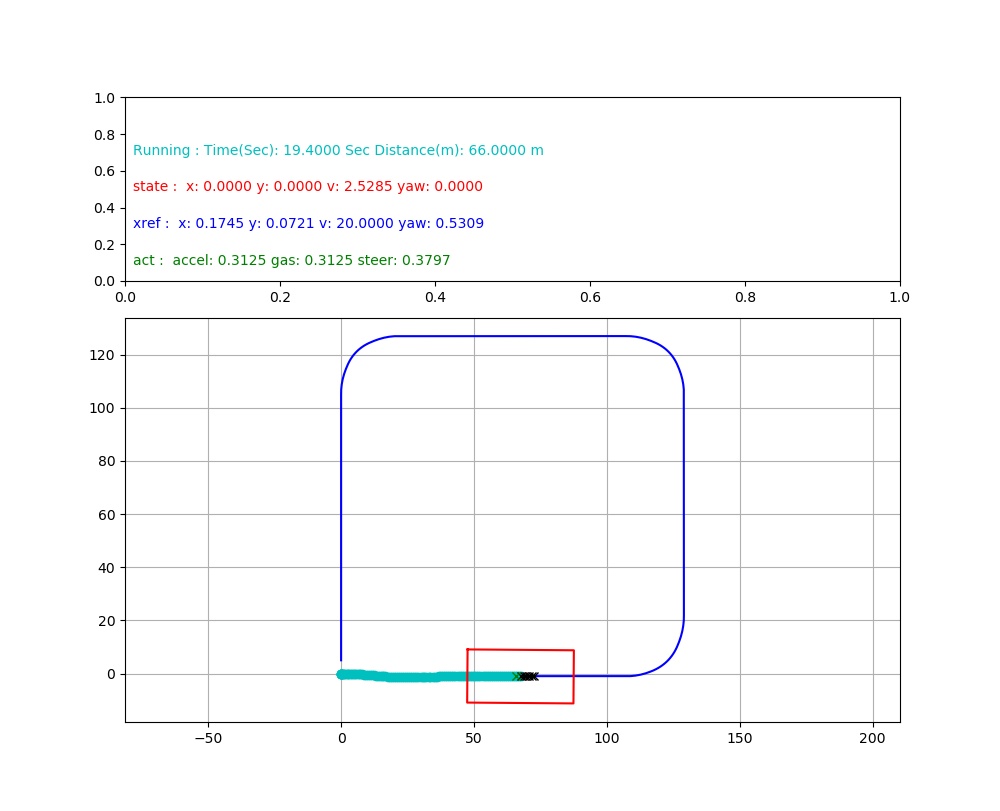 1.0
0.8
Running : Time(Sec): 19.4000 Sec Distance(m): 66.0000 m
0.6
state :  x: 0.0000 y: 0.0000 v: 2.5285 yaw: 0.0000
0.4
xref :  x: 0.1745 y: 0.0721 v: 20.0000 yaw: 0.5309
0.2
act :  accel: 0.3125 gas: 0.3125 steer: 0.3797
0.0
0.0 0.2 0.4 0.6 0.8 1.0
120
100
80
60
40
20
0
−50 0 50 100 150 200